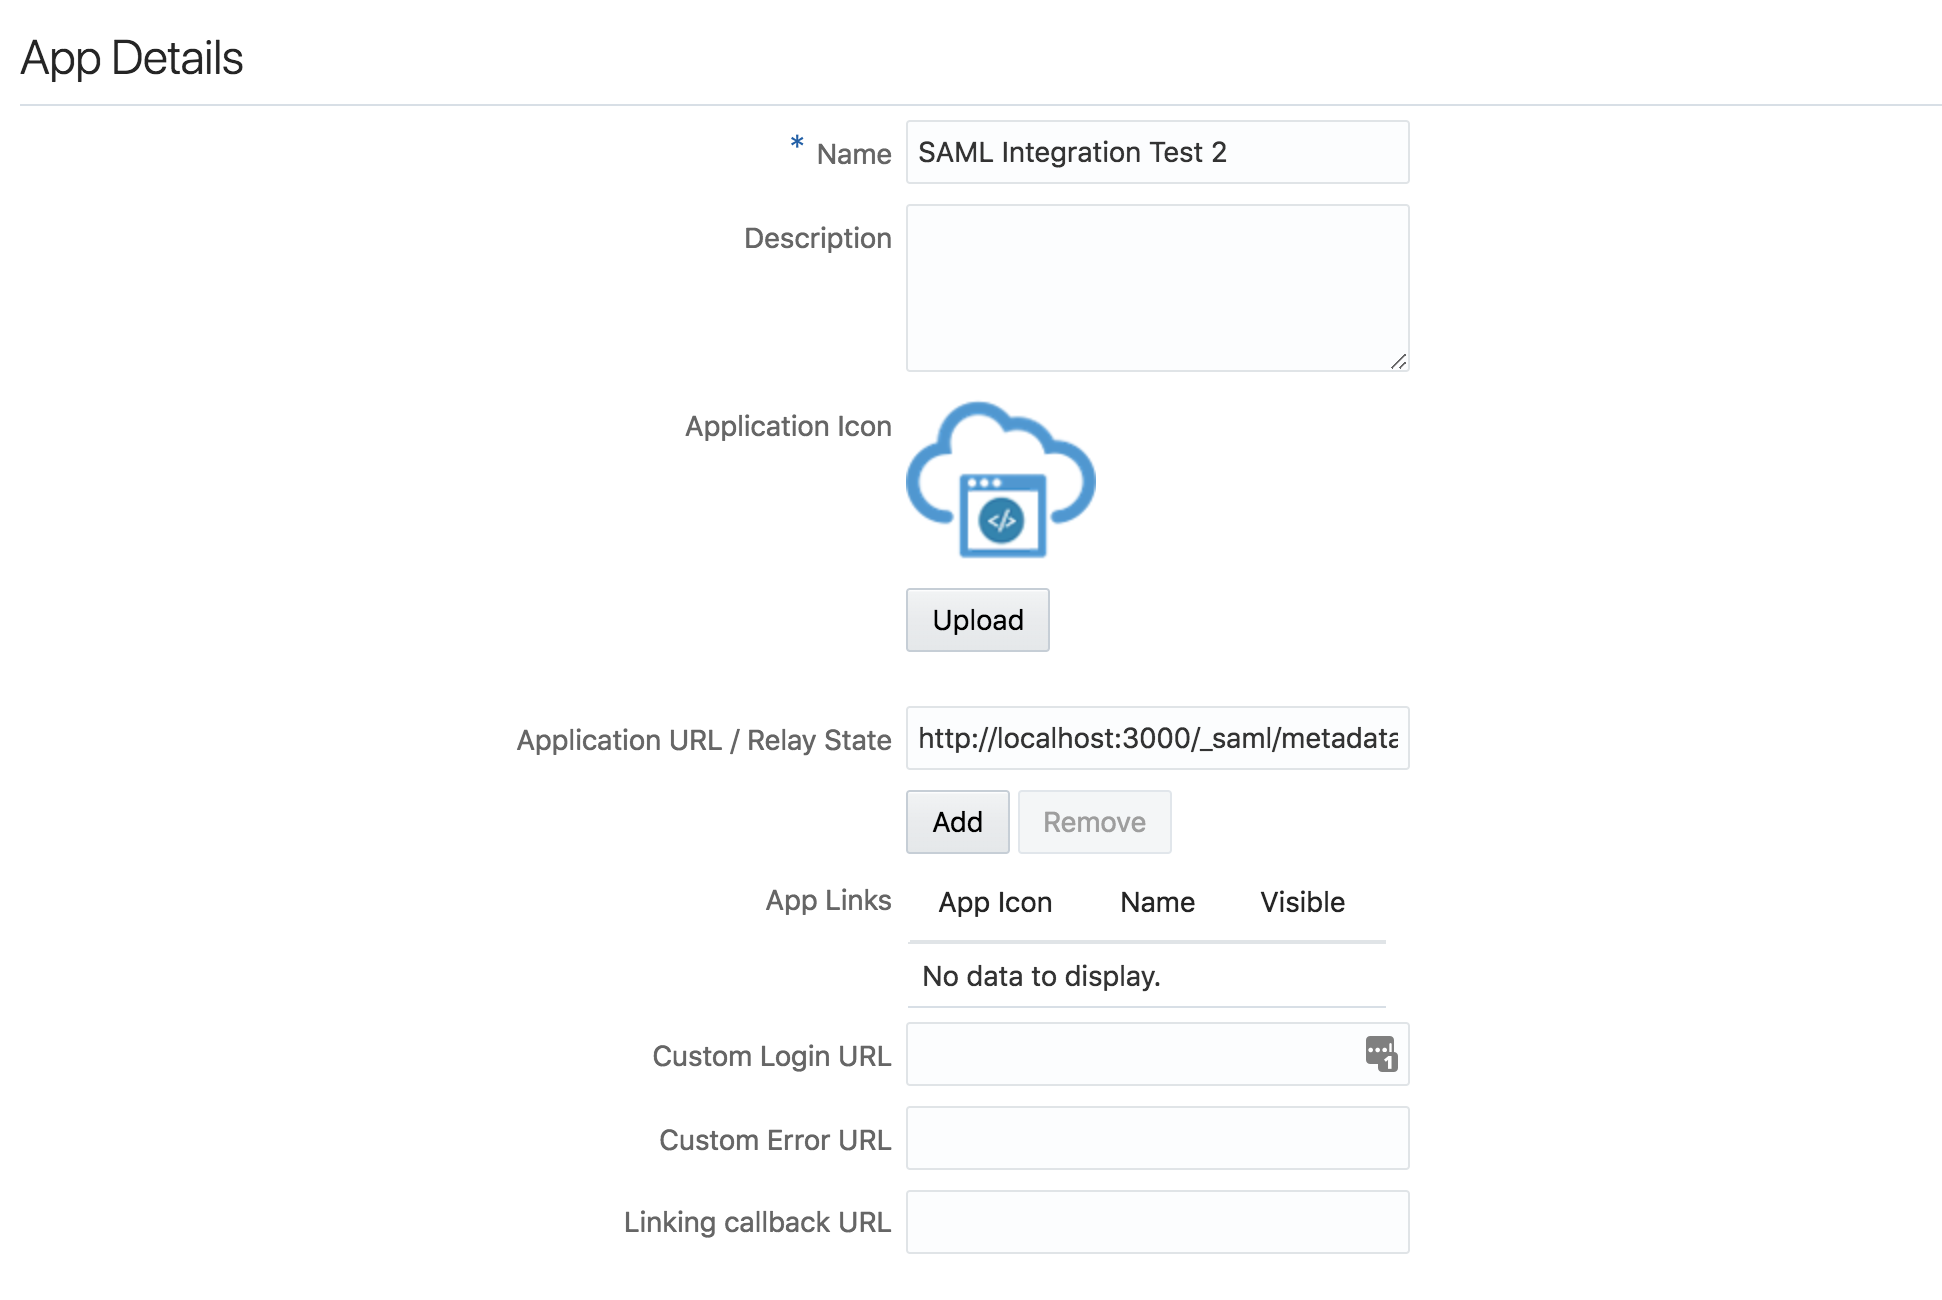 App Details
* Name
SAML Integration Test 2
Description
Application Icon
</>
Upload
Application URL / Relay State
http://localhost:3000/_saml/metadata
Add
Remove
App Links
App Icon Name Visible
No data to display.
Custom Login URL
1
Custom Error URL
Linking callback URL